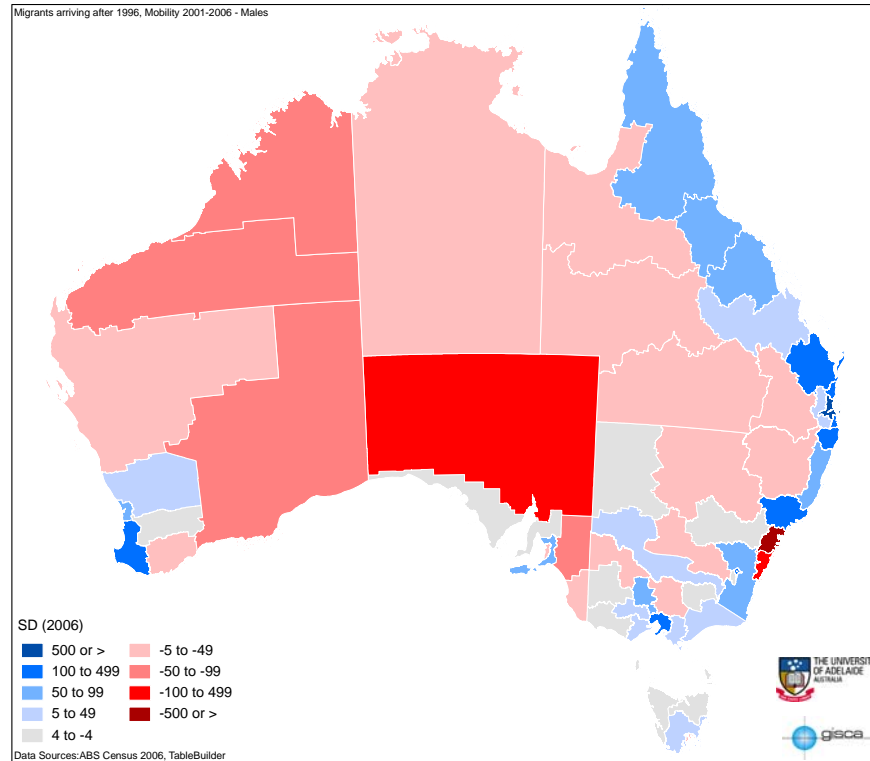 Migrants arriving after 1996, Mobility 2001-2006 - Males
SD (2006)
500 or >
100 to 499
50 to 99
5 to 49
4 to -4
-5 to -49
-50 to -99
-100 to 499
-500 or >
THE UNIVERSITY
OF ADELAIDE
AUSTRALIA
gisca
Data Sources:ABS Census 2006, TableBuilder